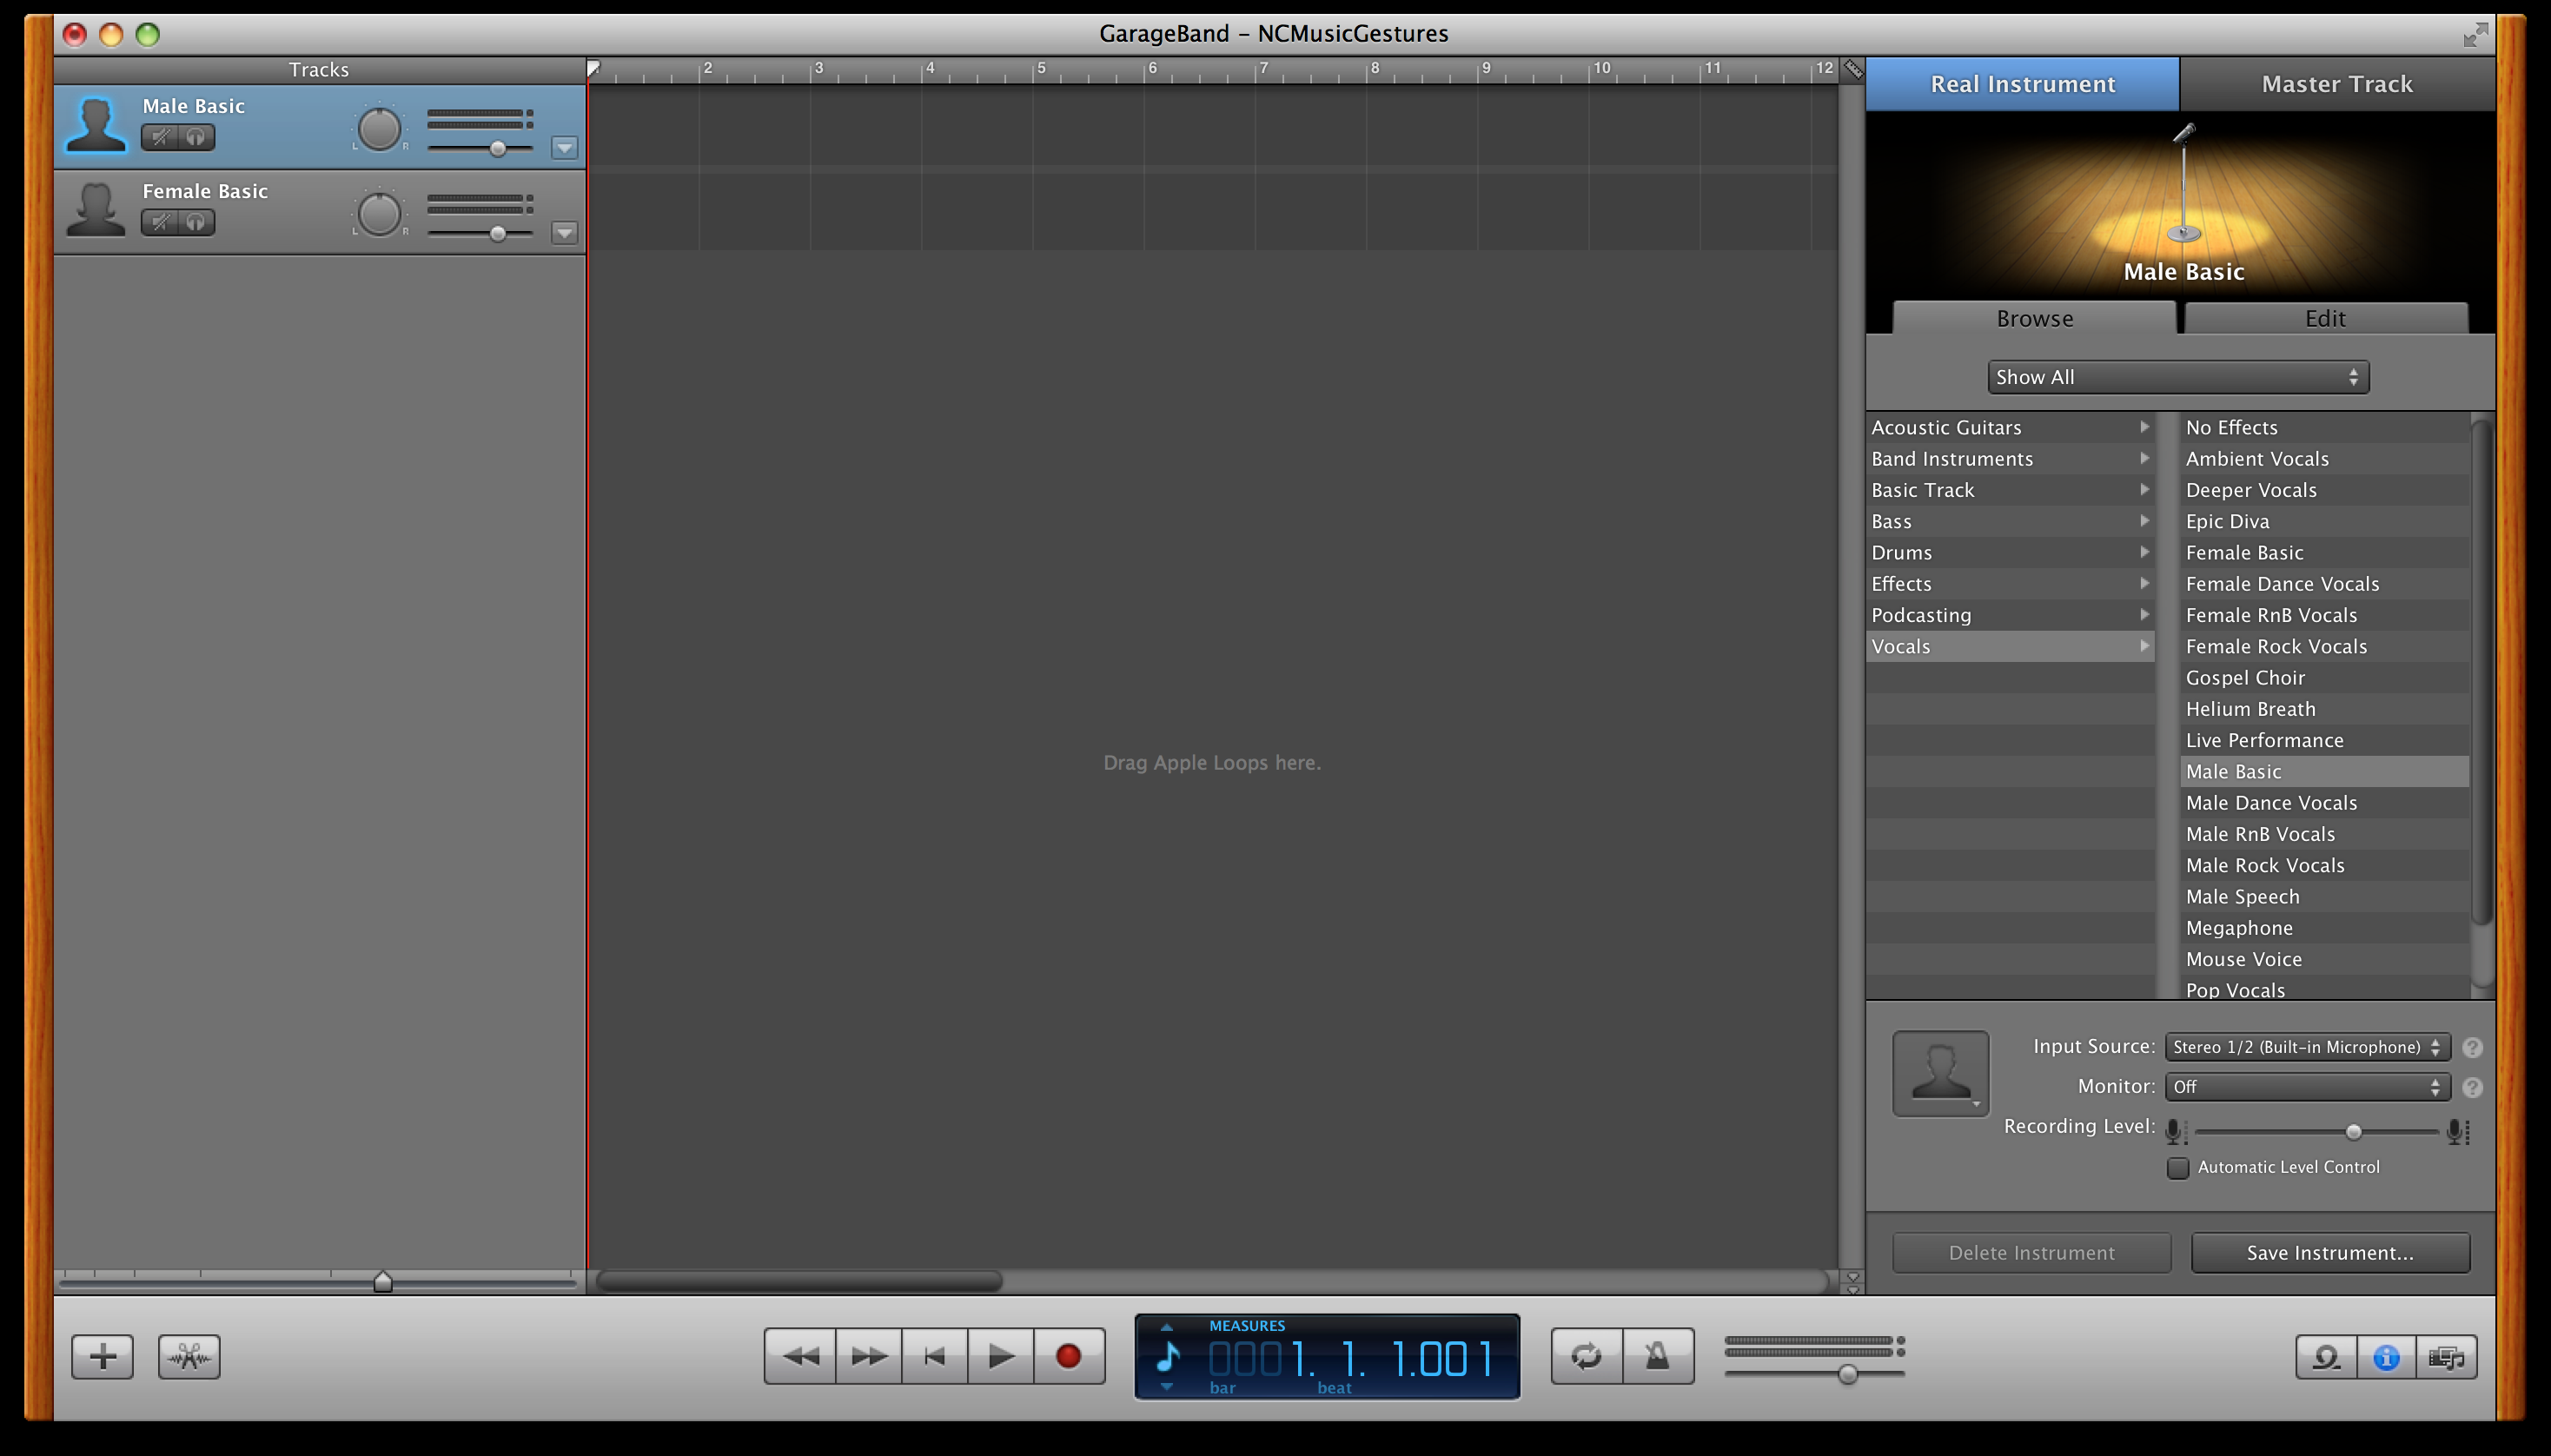 GarageBand – NCMusicGestures
Tracks
2 3 4 5 6 7 8 9 10 11 12
Male Basic
L R
Female Basic
L R
Drag Apple Loops here.
Real Instrument
Master Track
Male Basic
Browse
Edit
Show All
Acoustic Guitars
Band Instruments
Basic Track
Bass
Drums
Effects
Podcasting
Vocals
No Effects
Ambient Vocals
Deeper Vocals
Epic Diva
Female Basic
Female Dance Vocals
Female RnB Vocals
Female Rock Vocals
Gospel Choir
Helium Breath
Live Performance
Male Basic
Male Dance Vocals
Male RnB Vocals
Male Rock Vocals
Male Speech
Megaphone
Mouse Voice
Pop Vocals
Input Source: Stereo 1/2 (Built-in Microphone) ?
Monitor: Off ?
Recording Level:
Automatic Level Control
Delete Instrument
Save Instrument...
MEASURES
0001. 1. 1.001
bar beat